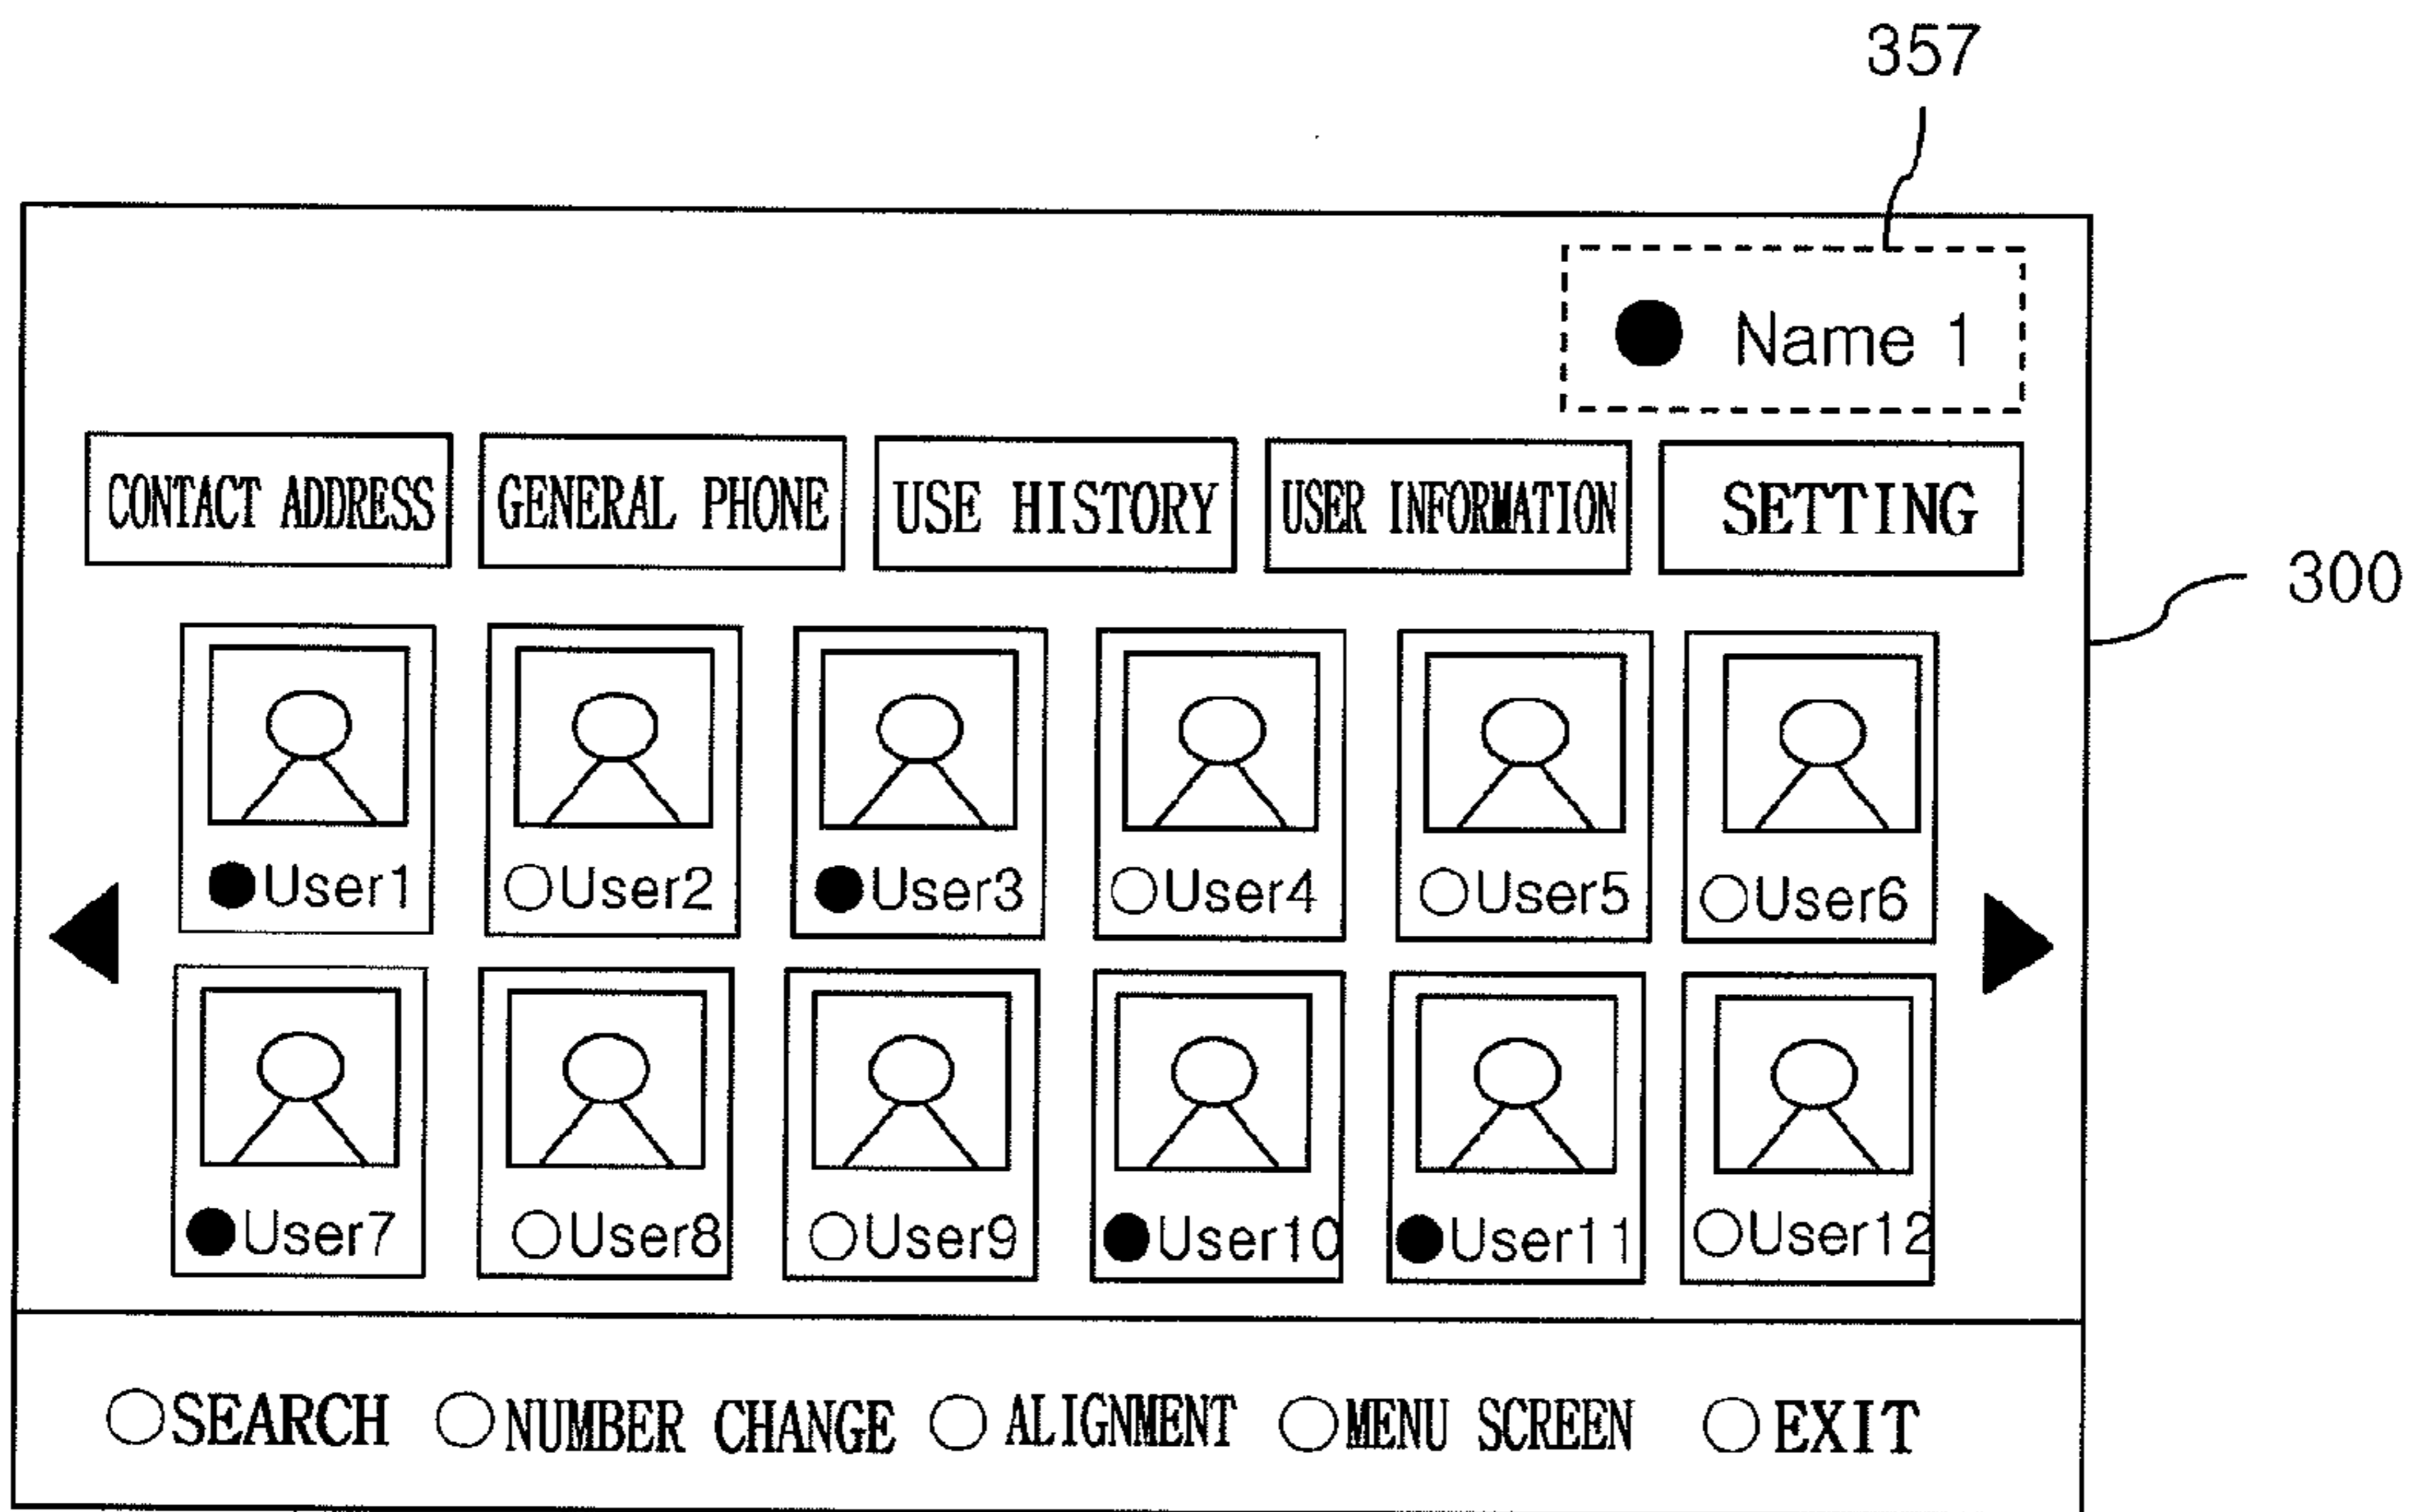 357
Name 1
CONTACT ADDRESS GENERAL PHONE USE HISTORY USER INFORMATION SETTING
300
User1 User2 User3 User4 User5 User6
User7 User8 User9 User10 User11 User12
SEARCH NUMBER CHANGE ALIGNMENT MENU SCREEN EXIT